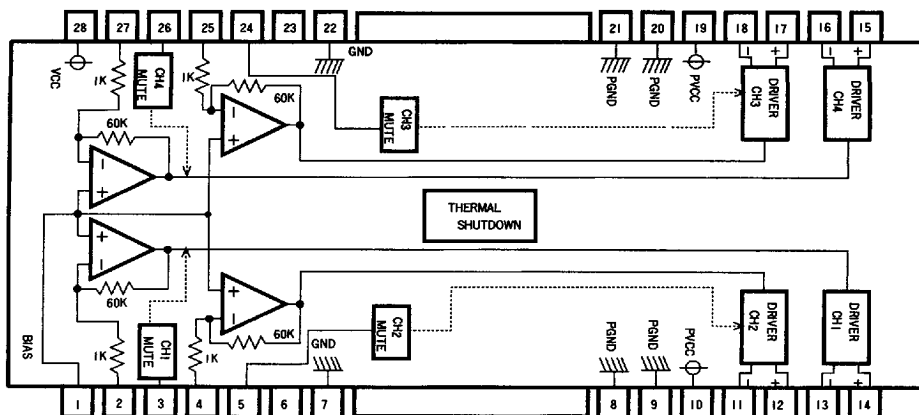 28 27 26 25 24 23 22 21 20 19 18 17 16 15
VCC
1K
CH4 MUTE
1K
GND
PGND
PGND
PVCC
- + - +
60K
60K
CH3 MUTE
DRIVER CH3
DRIVER CH4
-
+
-
+
THERMAL
SHUTDOWN
+
-
+
-
60K
60K
BIAS
1K
CH1 MUTE
1K
GND
CH2 MUTE
PGND
PGND
PVCC
DRIVER CH2
DRIVER CH1
- + - +
1 2 3 4 5 6 7 8 9 10 11 12 13 14